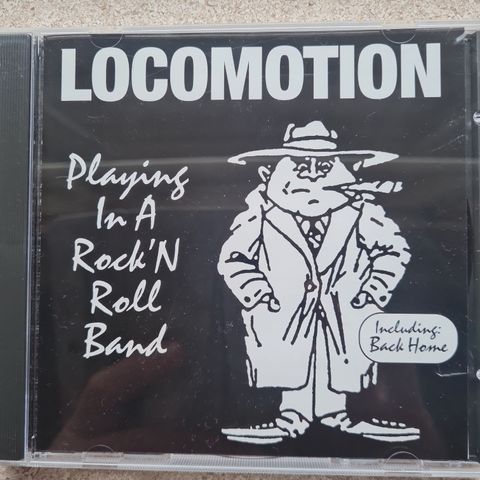 LOCOMOTION
Playing
In A
Rock'N
Roll
Band
Including:
Back Home